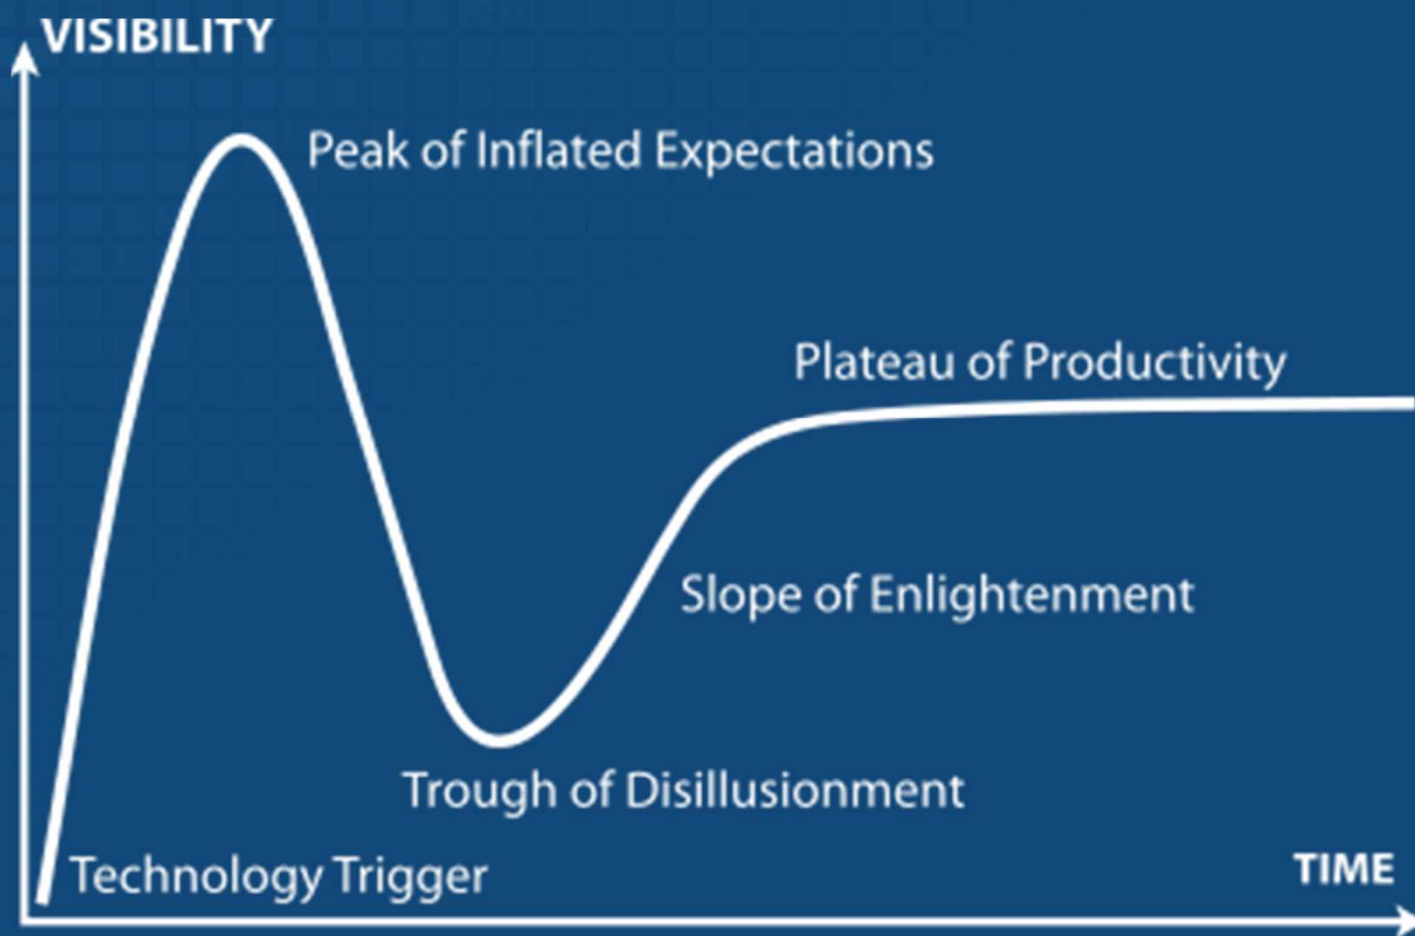 VISIBILITY
Peak of Inflated Expectations
Plateau of Productivity
Slope of Enlightenment
Trough of Disillusionment
Technology Trigger
TIME